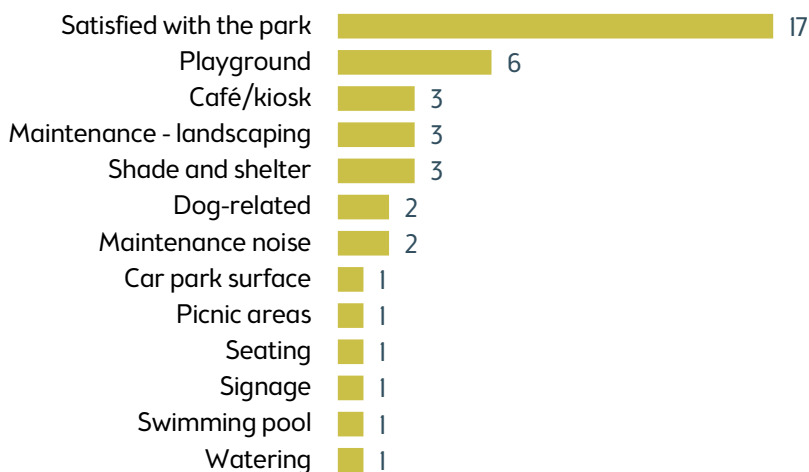 Satisfied with the park 17
Playground 6
Café/kiosk 3
Maintenance - landscaping 3
Shade and shelter 3
Dog-related 2
Maintenance noise 2
Car park surface 1
Picnic areas 1
Seating 1
Signage 1
Swimming pool 1
Watering 1